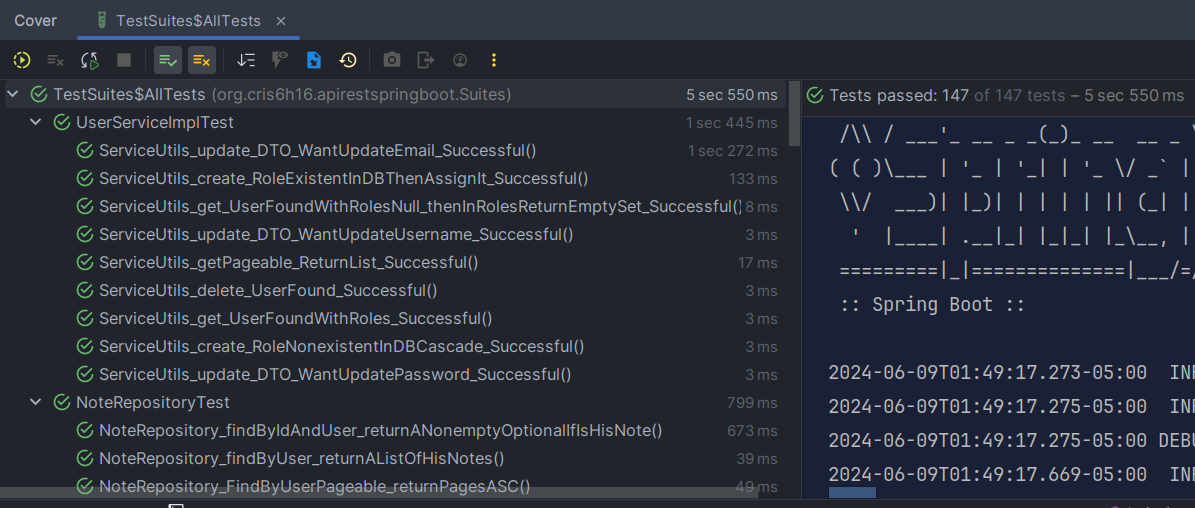 Cover TestSuites$AllTests
TestSuites$AllTests (org.cris6h16.apirestspringboot.Suites) 5 sec 550 ms
UserServiceImplTest 1 sec 445 ms
ServiceUtils_update_DTO_WantUpdateEmail_Successful() 1 sec 272 ms
ServiceUtils_create_RoleExistentInDBThenAssignIt_Successful() 133 ms
ServiceUtils_get_UserFoundWithRolesNull_thenInRolesReturnEmptySet_Successful() 8 ms
ServiceUtils_update_DTO_WantUpdateUsername_Successful() 3 ms
ServiceUtils_getPageable_ReturnList_Successful() 17 ms
ServiceUtils_delete_UserFound_Successful() 3 ms
ServiceUtils_get_UserFoundWithRoles_Successful() 3 ms
ServiceUtils_create_RoleNonexistentInDBCascade_Successful() 3 ms
ServiceUtils_update_DTO_WantUpdatePassword_Successful() 3 ms
NoteRepositoryTest 799 ms
NoteRepository_findByIdAndUser_returnANonemptyOptionalIfIsHisNote() 673 ms
NoteRepository_findByUser_returnAListOfHisNotes() 39 ms
NoteRepository_FindByUserPageable_returnPagesASC() 49 ms
Tests passed: 147 of 147 tests – 5 sec 550 ms
/\\ / ___'_ __ _ _(_)_ __  __ _ \
( ( )\___ | '_ | '_| | '_ \/ _` |
\\/  ___)| |_)| | | | | || (_| |
'  |____| .__|_| |_|_| |_\__, |
=========|_|==============|___/=/
:: Spring Boot ::
2024-06-09T01:49:17.273-05:00 INF
2024-06-09T01:49:17.275-05:00 INF
2024-06-09T01:49:17.275-05:00 DEBU
2024-06-09T01:49:17.669-05:00 INF